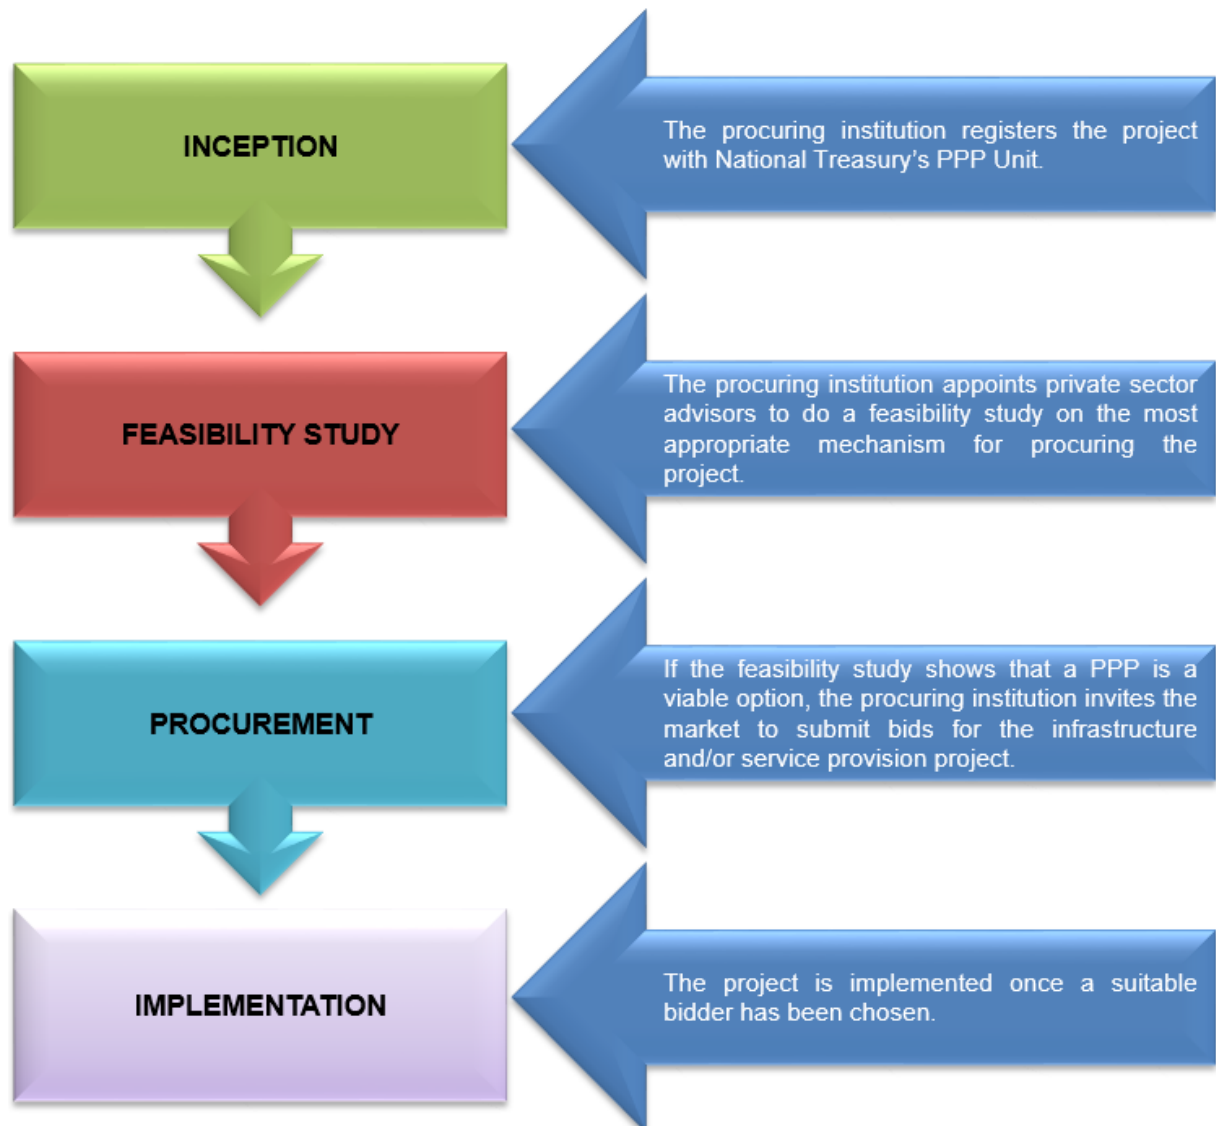 INCEPTION
The procuring institution registers the project
with National Treasury’s PPP Unit.
FEASIBILITY STUDY
The procuring institution appoints private sector
advisors to do a feasibility study on the most
appropriate mechanism for procuring the
project.
PROCUREMENT
If the feasibility study shows that a PPP is a
viable option, the procuring institution invites the
market to submit bids for the infrastructure
and/or service provision project.
IMPLEMENTATION
The project is implemented once a suitable
bidder has been chosen.